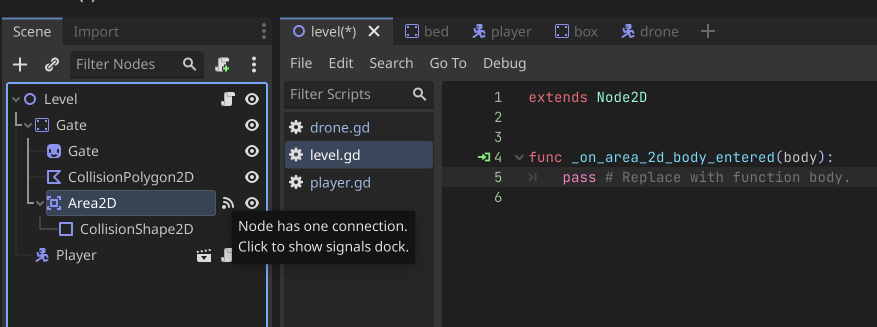 Scene
Import
level(*)
bed
player
box
drone
Filter Nodes
File Edit Search Go To Debug
Level
Gate
Gate
CollisionPolygon2D
Area2D
CollisionShape2D
Player
Node has one connection.
Click to show signals dock.
Filter Scripts
drone.gd
level.gd
player.gd
1 extends Node2D
2
3
4 func _on_area_2d_body_entered(body):
5 pass # Replace with function body.
6